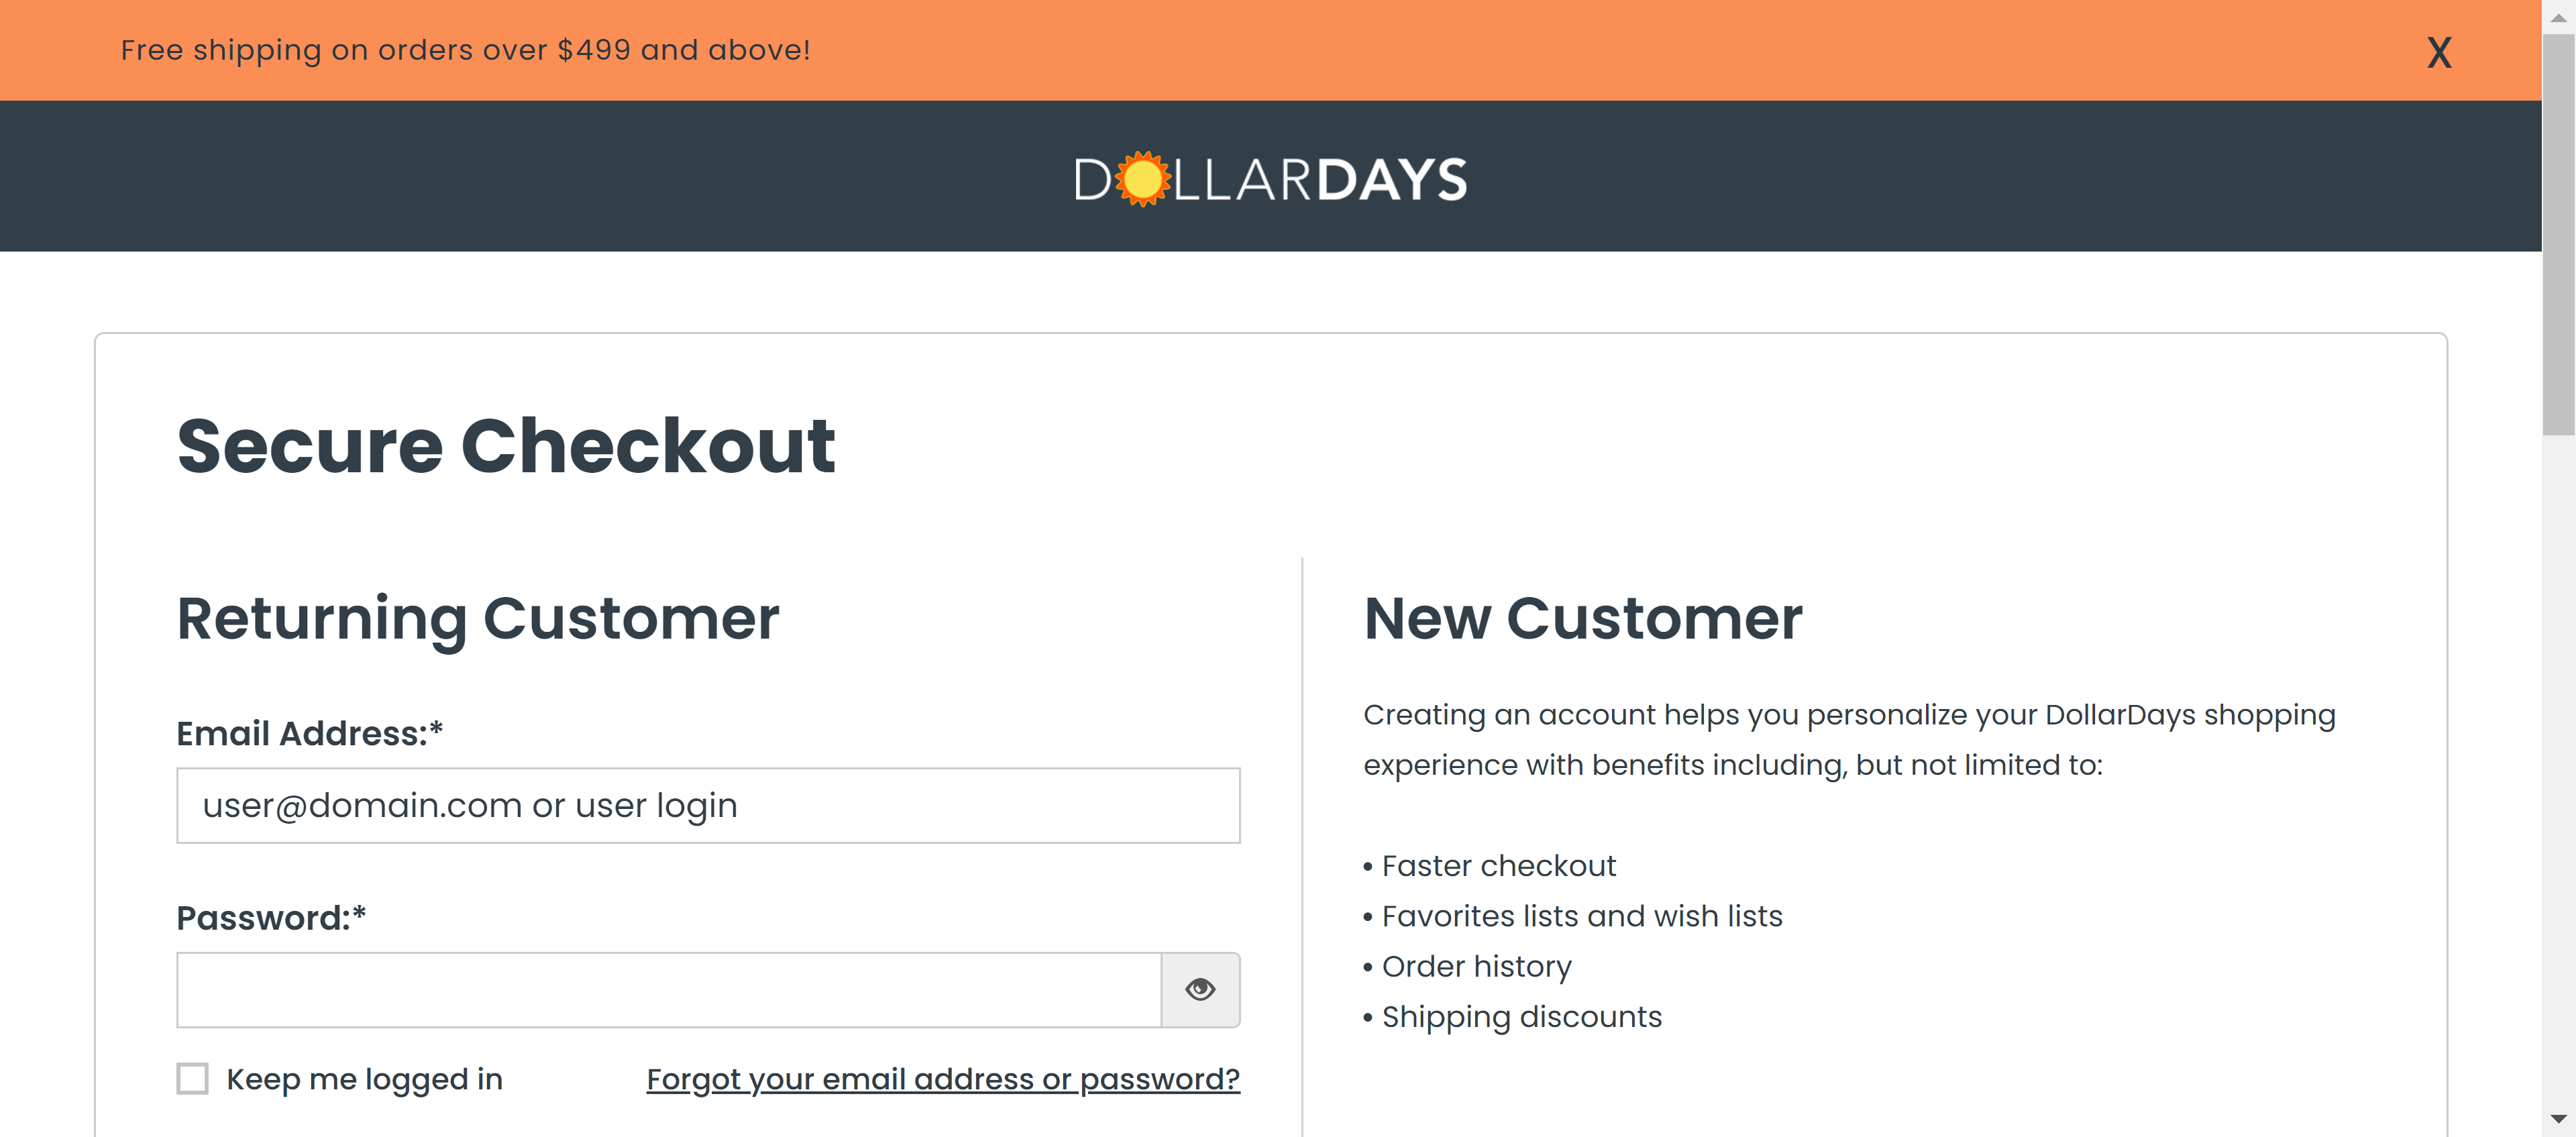 Free shipping on orders over $499 and above!
X
DOLLARDAYS
Secure Checkout
Returning Customer
Email Address:*
user@domain.com or user login
Password:*
Keep me logged in
Forgot your email address or password?
New Customer
Creating an account helps you personalize your DollarDays shopping
experience with benefits including, but not limited to:
• Faster checkout
• Favorites lists and wish lists
• Order history
• Shipping discounts